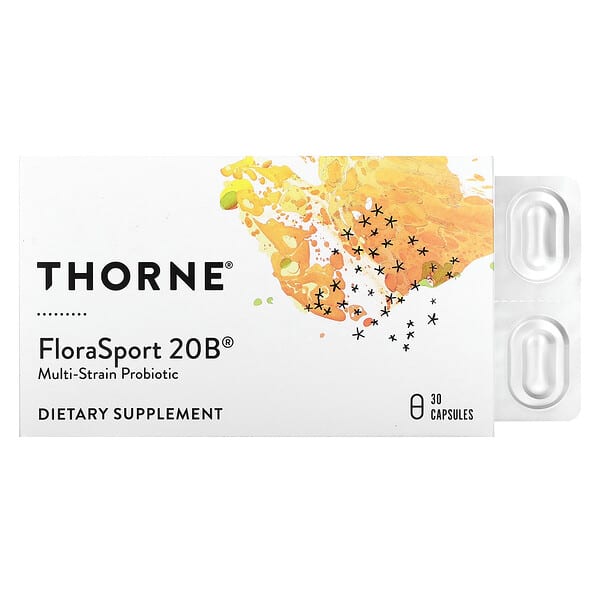 THORNE®
FloraSport 20B®
Multi-Strain Probiotic
DIETARY SUPPLEMENT
30
CAPSULES